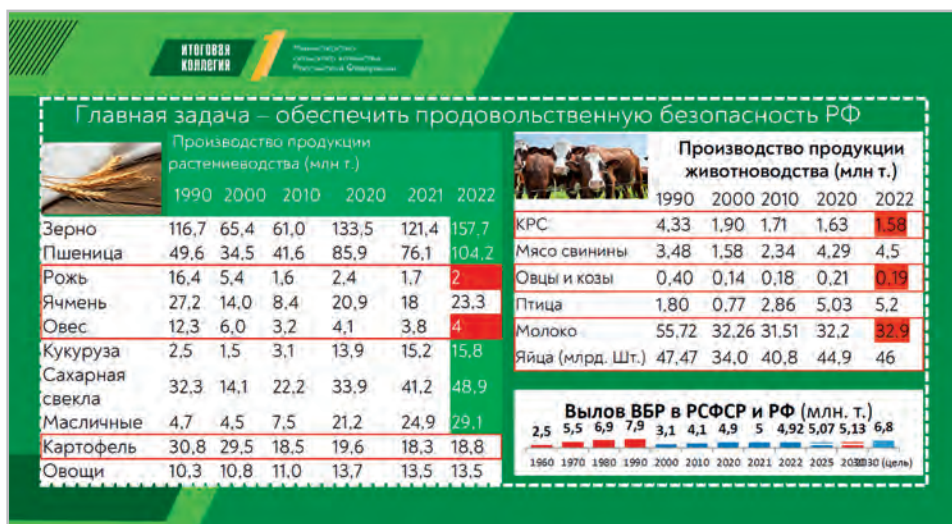 ИТОГОВАЯ
КОЛЛЕГИЯ
Министерство
сельского хозяйства
Российской Федерации
Главная задача – обеспечить продовольственную безопасность РФ
Производство продукции
растениеводства (млн т.)
1990 2000 2010 2020 2021 2022
Зерно 116,7 65,4 61,0 133,5 121,4 157,7
Пшеница 49,6 34,5 41,6 85,9 76,1 104,2
Рожь 16,4 5,4 1,6 2,4 1,7 2
Ячмень 27,2 14,0 8,4 20,9 18 23,3
Овес 12,3 6,0 3,2 4,1 3,8 4
Кукуруза 2,5 1,5 3,1 13,9 15,2 15,8
Сахарная
свекла 32,3 14,1 22,2 33,9 41,2 48,9
Масличные 4,7 4,5 7,5 21,2 24,9 29,1
Картофель 30,8 29,5 18,5 19,6 18,3 18,8
Овощи 10,3 10,8 11,0 13,7 13,5 13,5
Производство продукции
животноводства (млн т.)
1990 2000 2010 2020 2022
КРС 4,33 1,90 1,71 1,63 1.58
Мясо свинины 3,48 1,58 2,34 4,29 4,5
Овцы и козы 0,40 0,14 0,18 0,21 0,19
Птица 1,80 0,77 2,86 5,03 5,2
Молоко 55,72 32,26 31,51 32,2 32,9
Яйца (млрд. Шт.) 47,47 34,0 40,8 44,9 46
Вылов ВБР в РСФСР и РФ (млн. т.)
2,5 5,5 6,9 7,9 3,1 4,1 4,9 5 4,92 5,07 5,13 6,8
1960 1970 1980 1990 2000 2010 2020 2021 2022 2025 2030 2030 (цель)